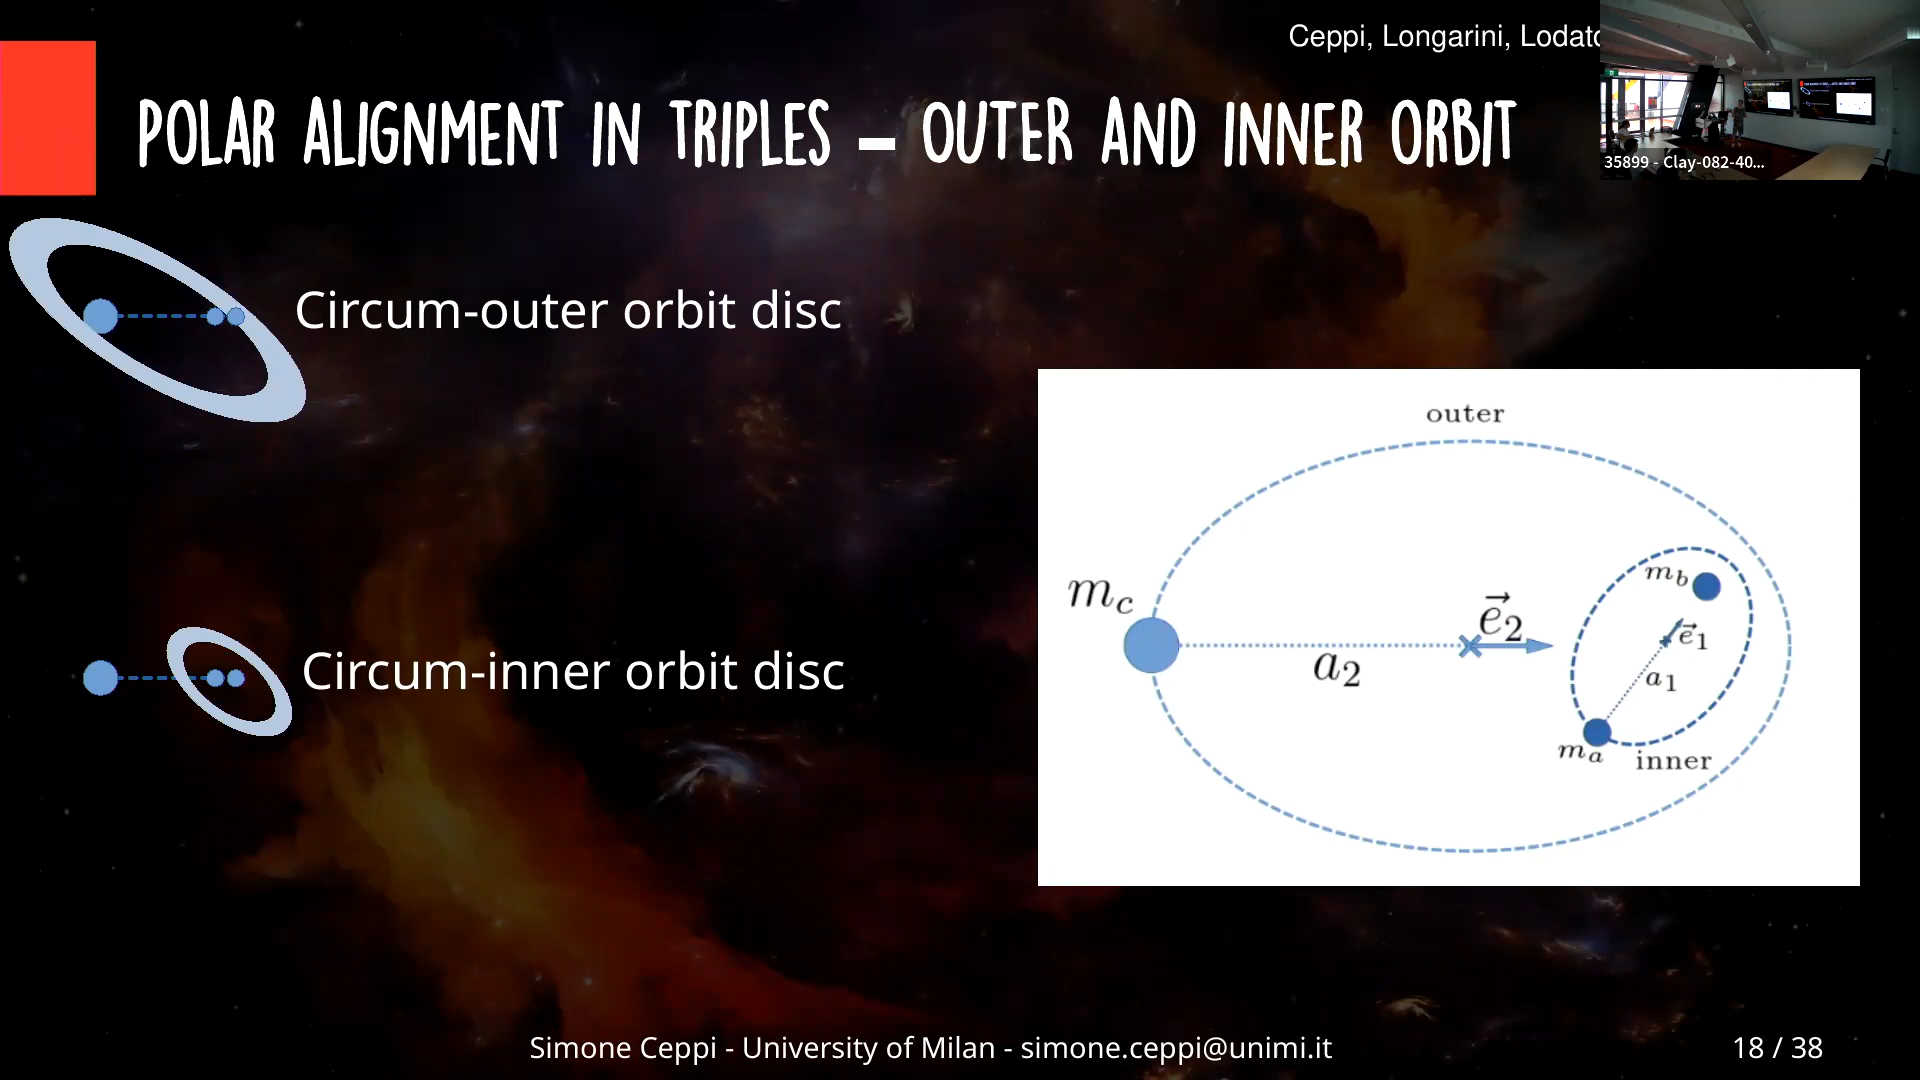 Ceppi, Longarini, Lodato
POLAR ALIGNMENT IN TRIPLES – OUTER AND INNER ORBIT
35899 - Clay-082-40...
Circum-outer orbit disc
outer
m_b
m_c
e⃗_2
e⃗_1
a_2
a_1
Circum-inner orbit disc
m_a
inner
Simone Ceppi - University of Milan - simone.ceppi@unimi.it
18 / 38